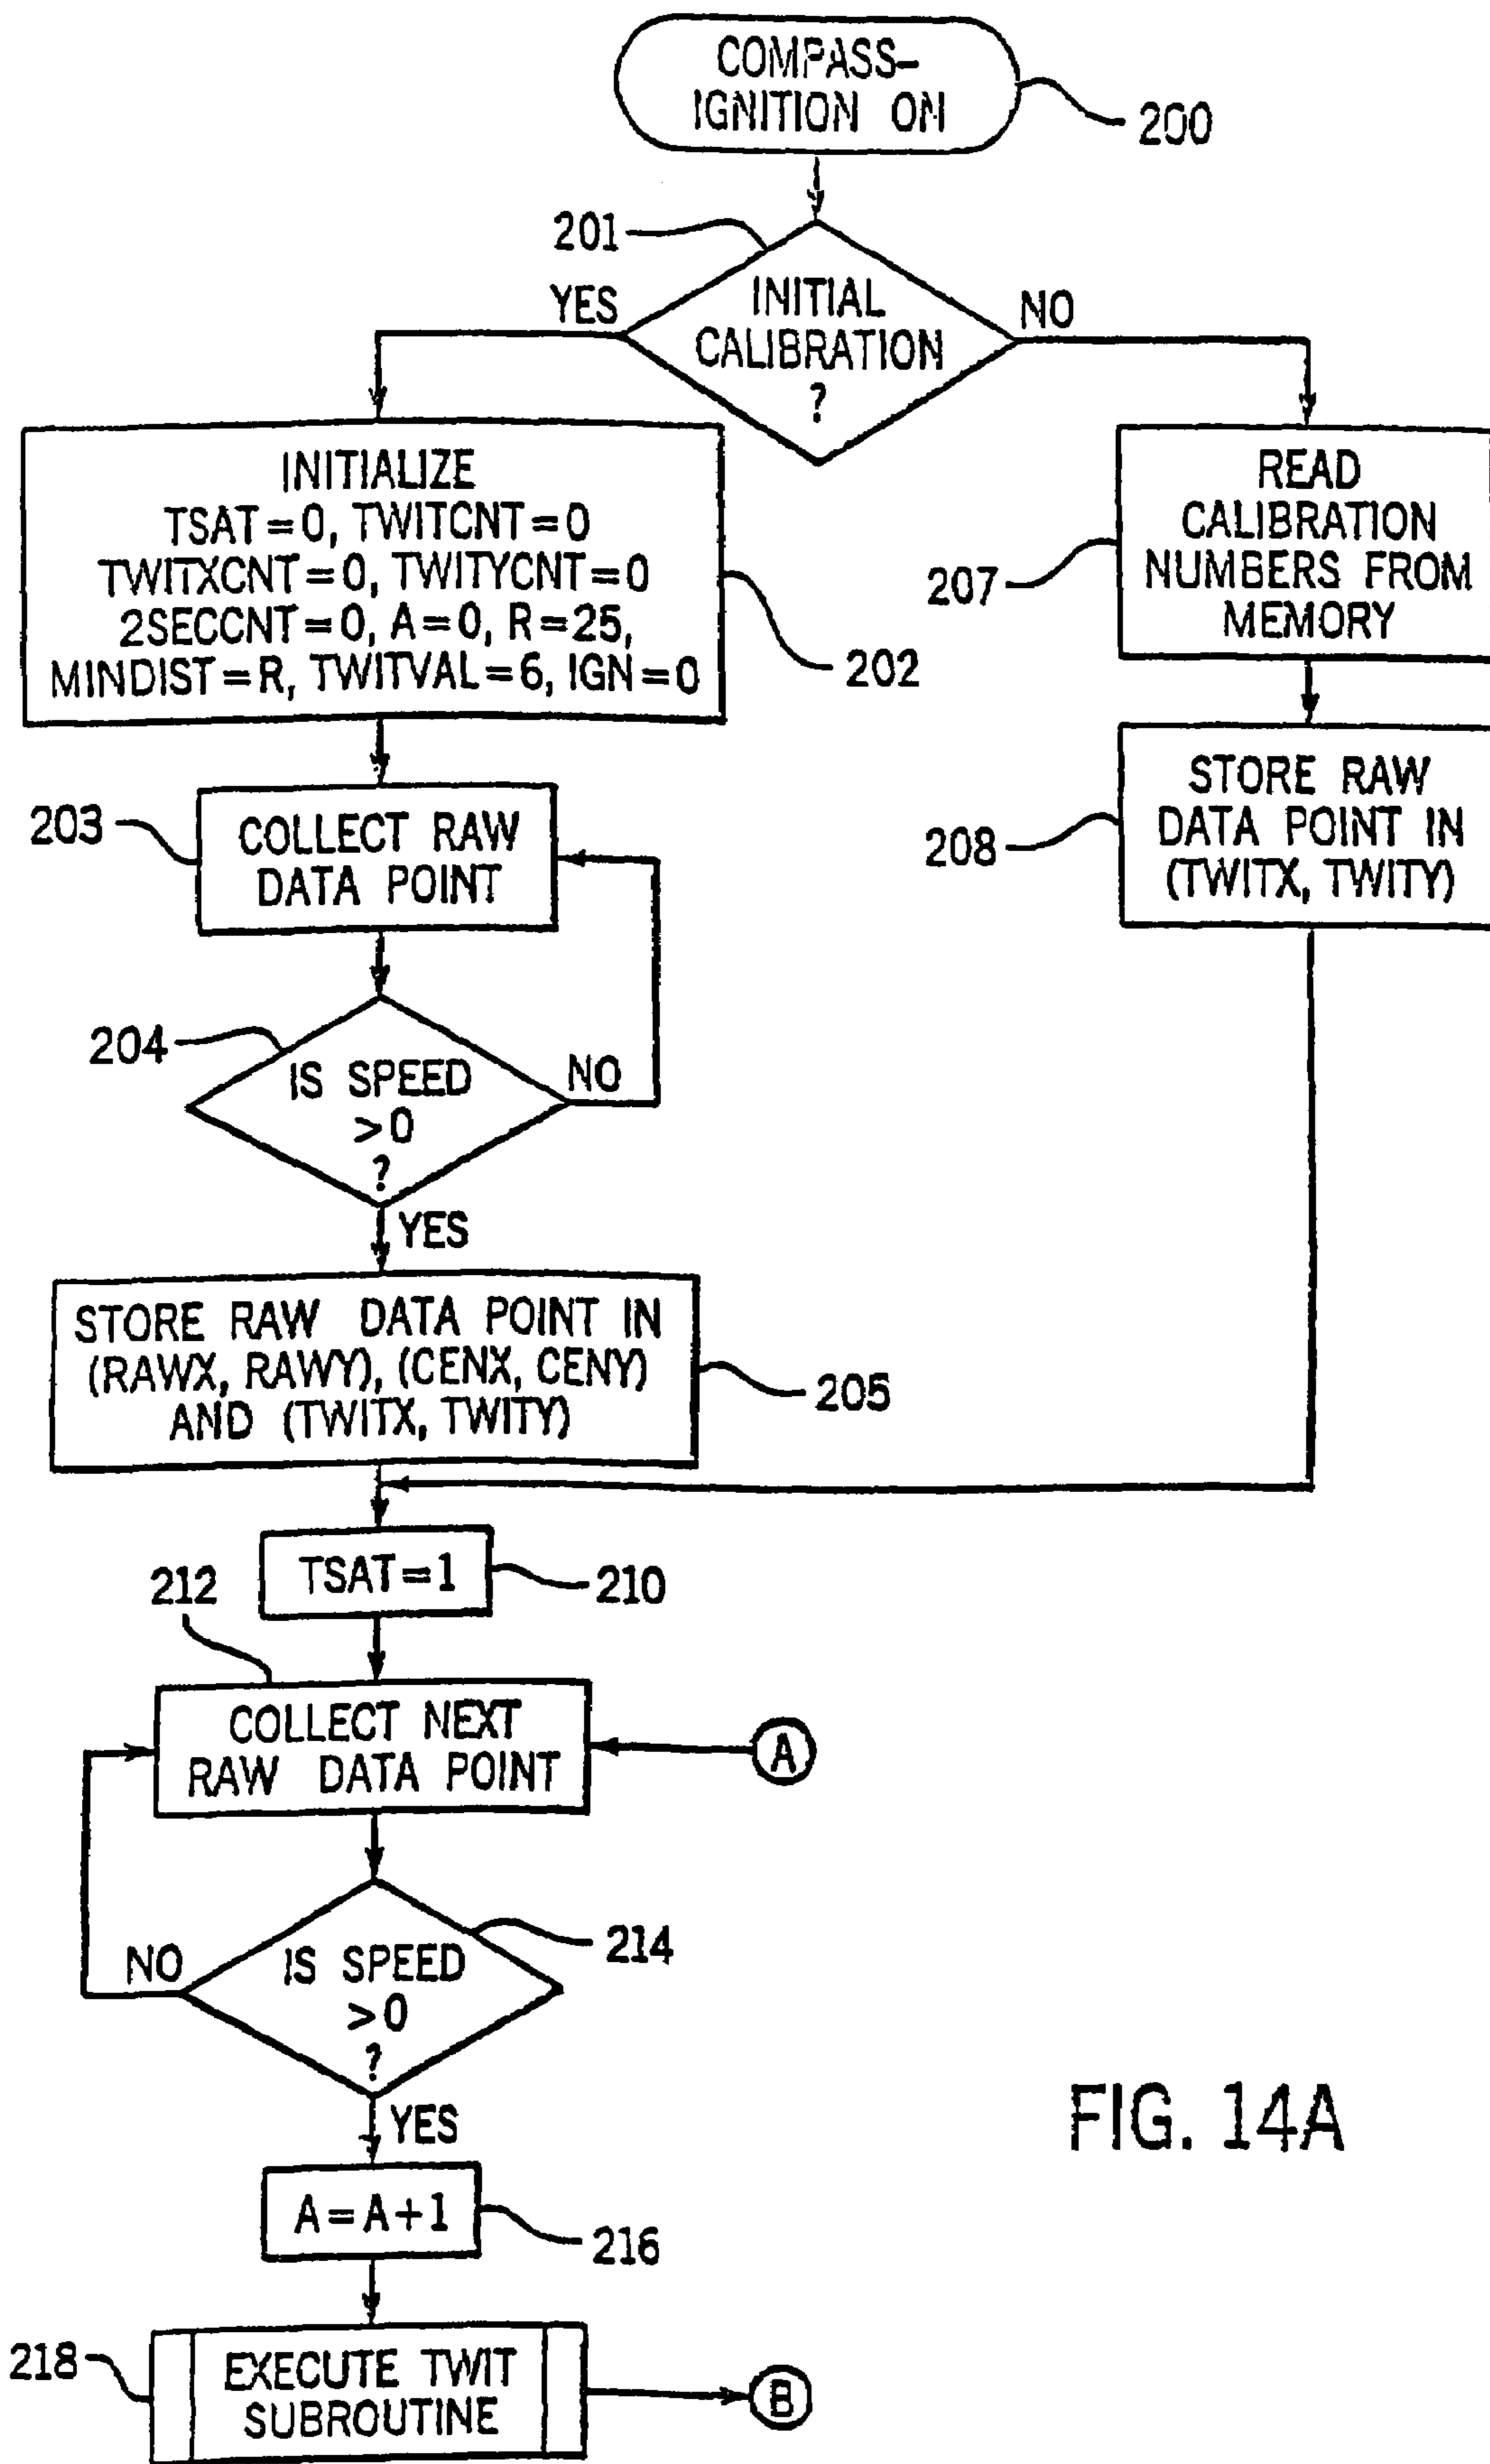 COMPASS-
IGNITION ON
200
201
INITIAL
CALIBRATION
?
YES
NO
INITIALIZE
TSAT=0, TWITCNT=0
TWITXCNT=0, TWITYCNT=0
2SECCNT=0, A=0, R=25,
MINDIST=R, TWITVAL=6, IGN=0
202
READ
CALIBRATION
NUMBERS FROM
MEMORY
207
203
COLLECT RAW
DATA POINT
STORE RAW
DATA POINT IN
(TWITX, TWITY)
208
204
IS SPEED
>0
?
NO
YES
STORE RAW DATA POINT IN
(RAWX, RAWY), (CENX, CENY)
AND (TWITX, TWITY)
205
TSAT=1
210
212
COLLECT NEXT
RAW DATA POINT
A
IS SPEED
>0
?
214
NO
YES
A=A+1
216
218
EXECUTE TWIT
SUBROUTINE
B
FIG. 14A